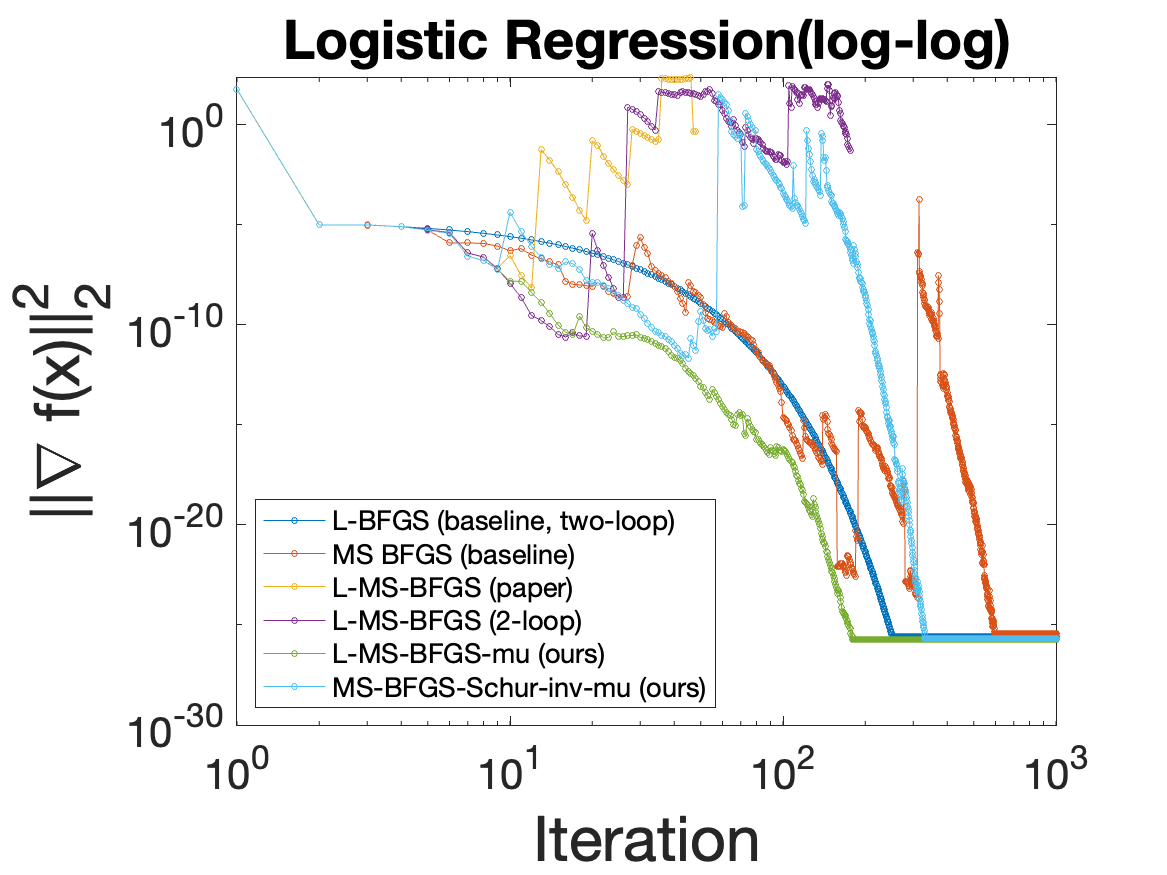 Logistic Regression(log-log)
10^0
10^-10
10^-20
10^-30
||∇ f(x)||_2^2
L-BFGS (baseline, two-loop)
MS BFGS (baseline)
L-MS-BFGS (paper)
L-MS-BFGS (2-loop)
L-MS-BFGS-mu (ours)
MS-BFGS-Schur-inv-mu (ours)
10^0 10^1 10^2 10^3
Iteration